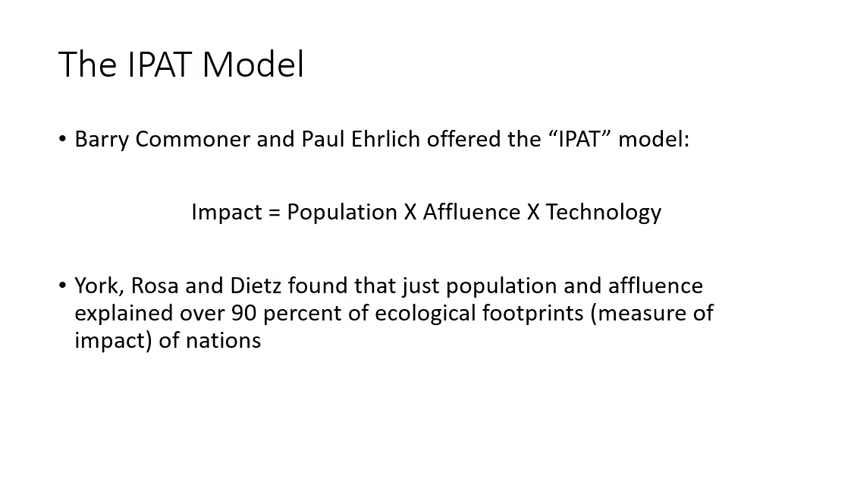 The IPAT Model
• Barry Commoner and Paul Ehrlich offered the “IPAT” model:
Impact = Population X Affluence X Technology
• York, Rosa and Dietz found that just population and affluence
explained over 90 percent of ecological footprints (measure of
impact) of nations